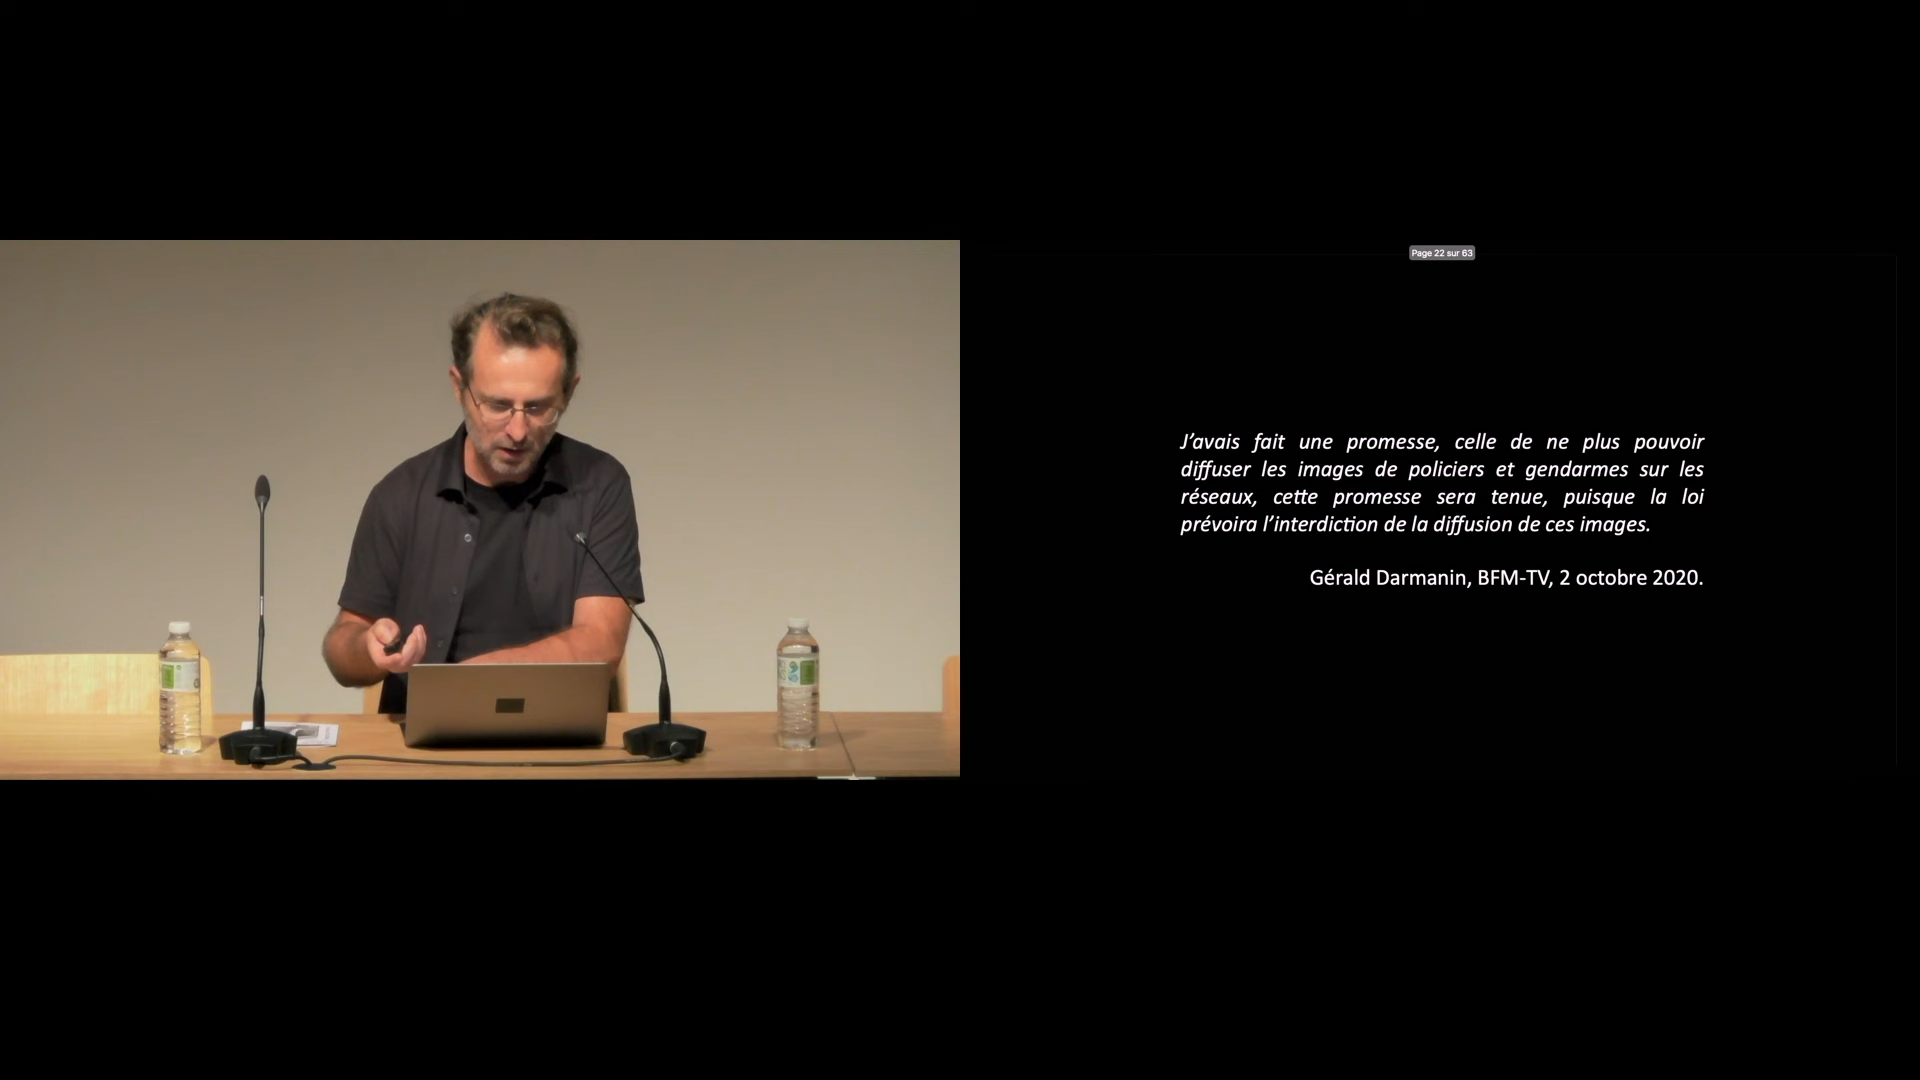 Page 22 sur 63
J’avais fait une promesse, celle de ne plus pouvoir
diffuser les images de policiers et gendarmes sur les
réseaux, cette promesse sera tenue, puisque la loi
prévoira l’interdiction de la diffusion de ces images.
Gérald Darmanin, BFM-TV, 2 octobre 2020.